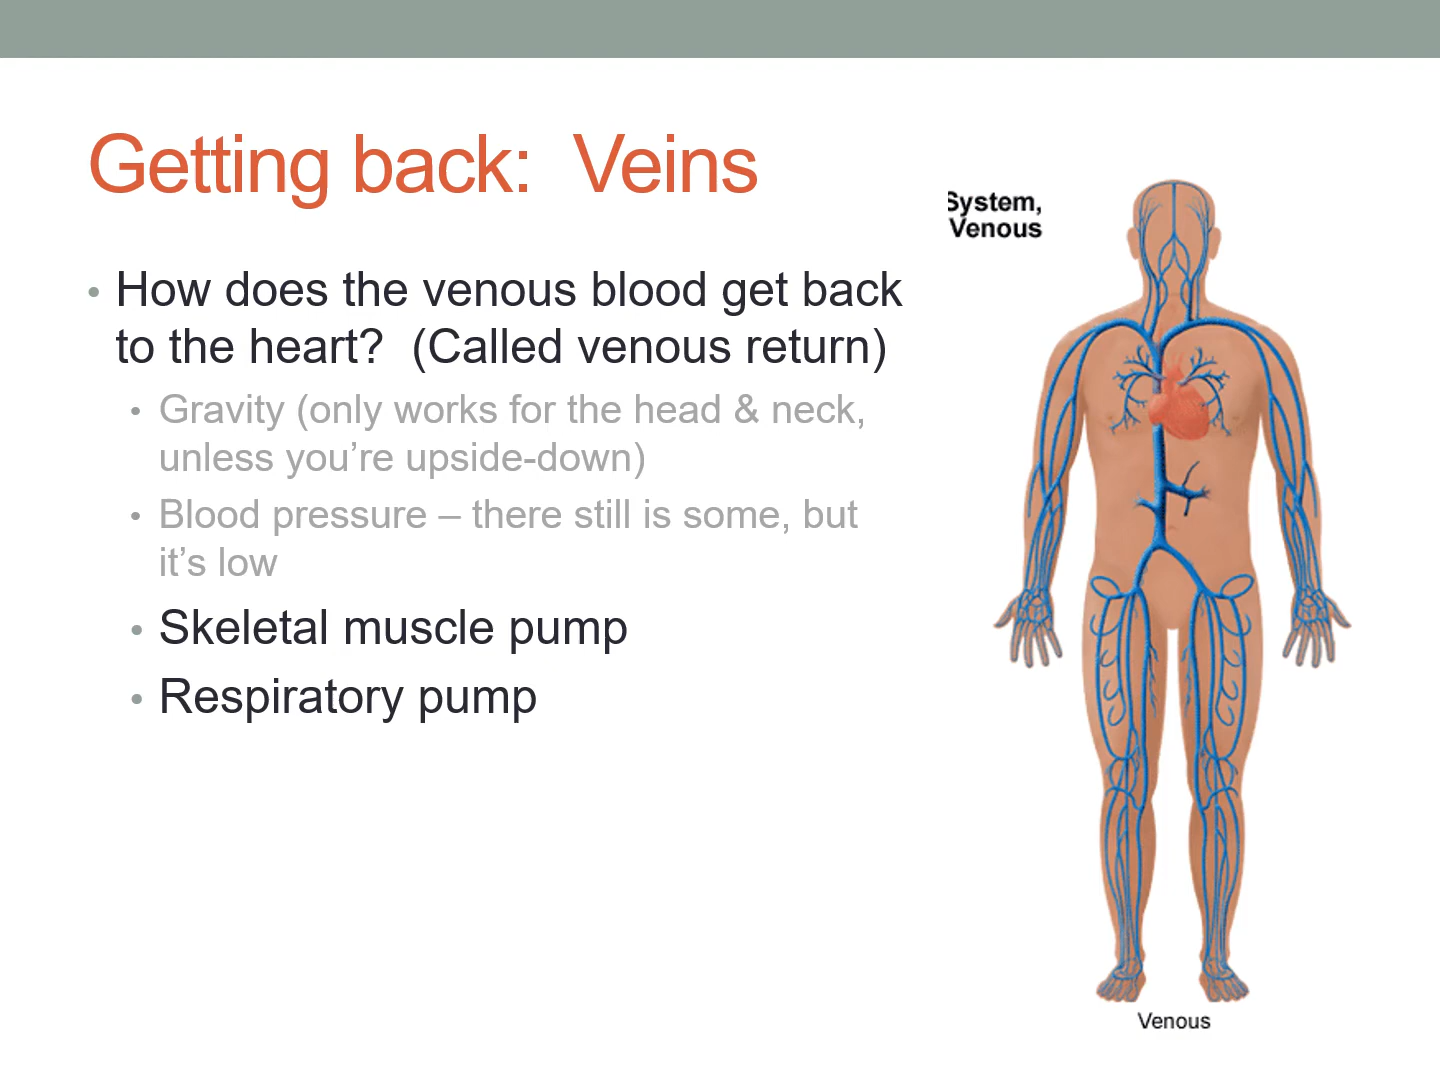 Getting back:  Veins
System,
Venous
• How does the venous blood get back
to the heart?  (Called venous return)
• Gravity (only works for the head & neck,
unless you’re upside-down)
• Blood pressure – there still is some, but
it’s low
• Skeletal muscle pump
• Respiratory pump
Venous